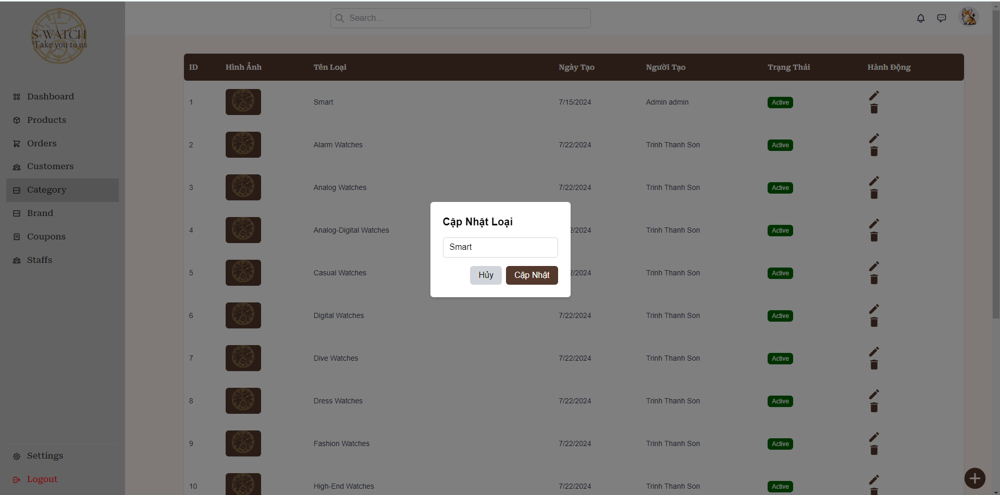 S-WATCH
Take you to us
Search...
Dashboard
Products
Orders
Customers
Category
Brand
Coupons
Staffs
Settings
Logout
ID Hình Ảnh Tên Loại Ngày Tạo Người Tạo Trạng Thái Hành Động
1 Smart 7/15/2024 Admin admin Active
2 Alarm Watches 7/22/2024 Trinh Thanh Son Active
3 Analog Watches 7/22/2024 Trinh Thanh Son Active
4 Analog-Digital Watches 2/2024 Trinh Thanh Son Active
5 Casual Watches 2/2024 Trinh Thanh Son Active
6 Digital Watches 7/22/2024 Trinh Thanh Son Active
7 Dive Watches 7/22/2024 Trinh Thanh Son Active
8 Dress Watches 7/22/2024 Trinh Thanh Son Active
9 Fashion Watches 7/22/2024 Trinh Thanh Son Active
10 High-End Watches 7/22/2024 Trinh Thanh Son Active
Cập Nhật Loại
Smart
Hủy Cập Nhật